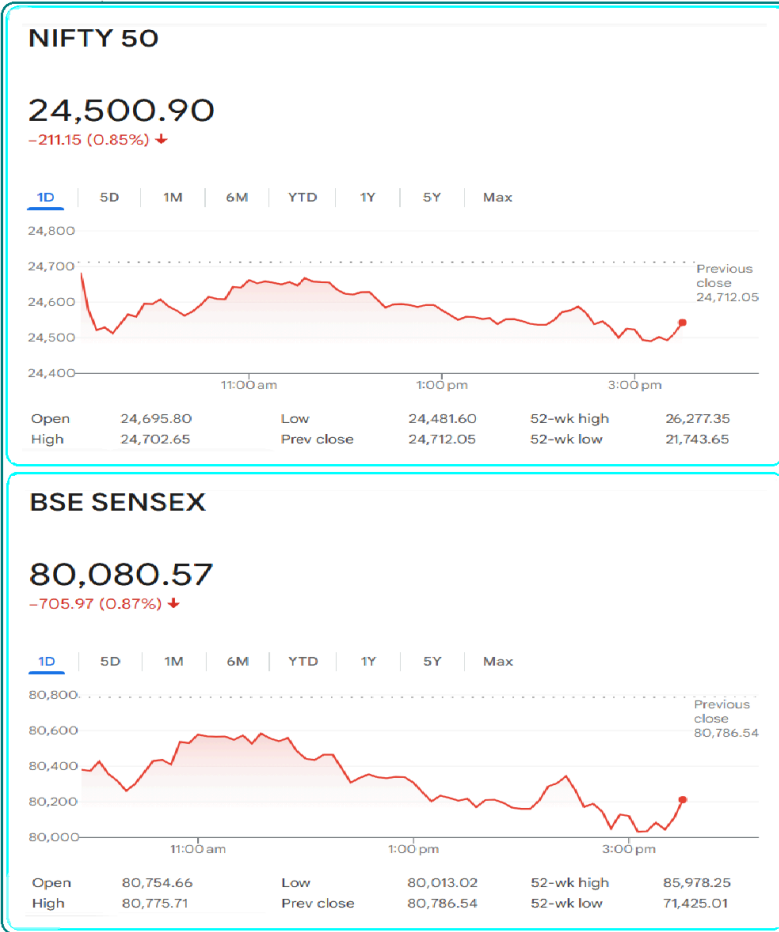 NIFTY 50
24,500.90
−211.15 (0.85%) ↓
1D 5D 1M 6M YTD 1Y 5Y Max
24,800
24,700
24,600
24,500
24,400
Previous
close
24,712.05
11:00 am 1:00 pm 3:00 pm
Open 24,695.80 Low 24,481.60 52-wk high 26,277.35
High 24,702.65 Prev close 24,712.05 52-wk low 21,743.65
BSE SENSEX
80,080.57
−705.97 (0.87%) ↓
1D 5D 1M 6M YTD 1Y 5Y Max
80,800
80,600
80,400
80,200
80,000
Previous
close
80,786.54
11:00 am 1:00 pm 3:00 pm
Open 80,754.66 Low 80,013.02 52-wk high 85,978.25
High 80,775.71 Prev close 80,786.54 52-wk low 71,425.01